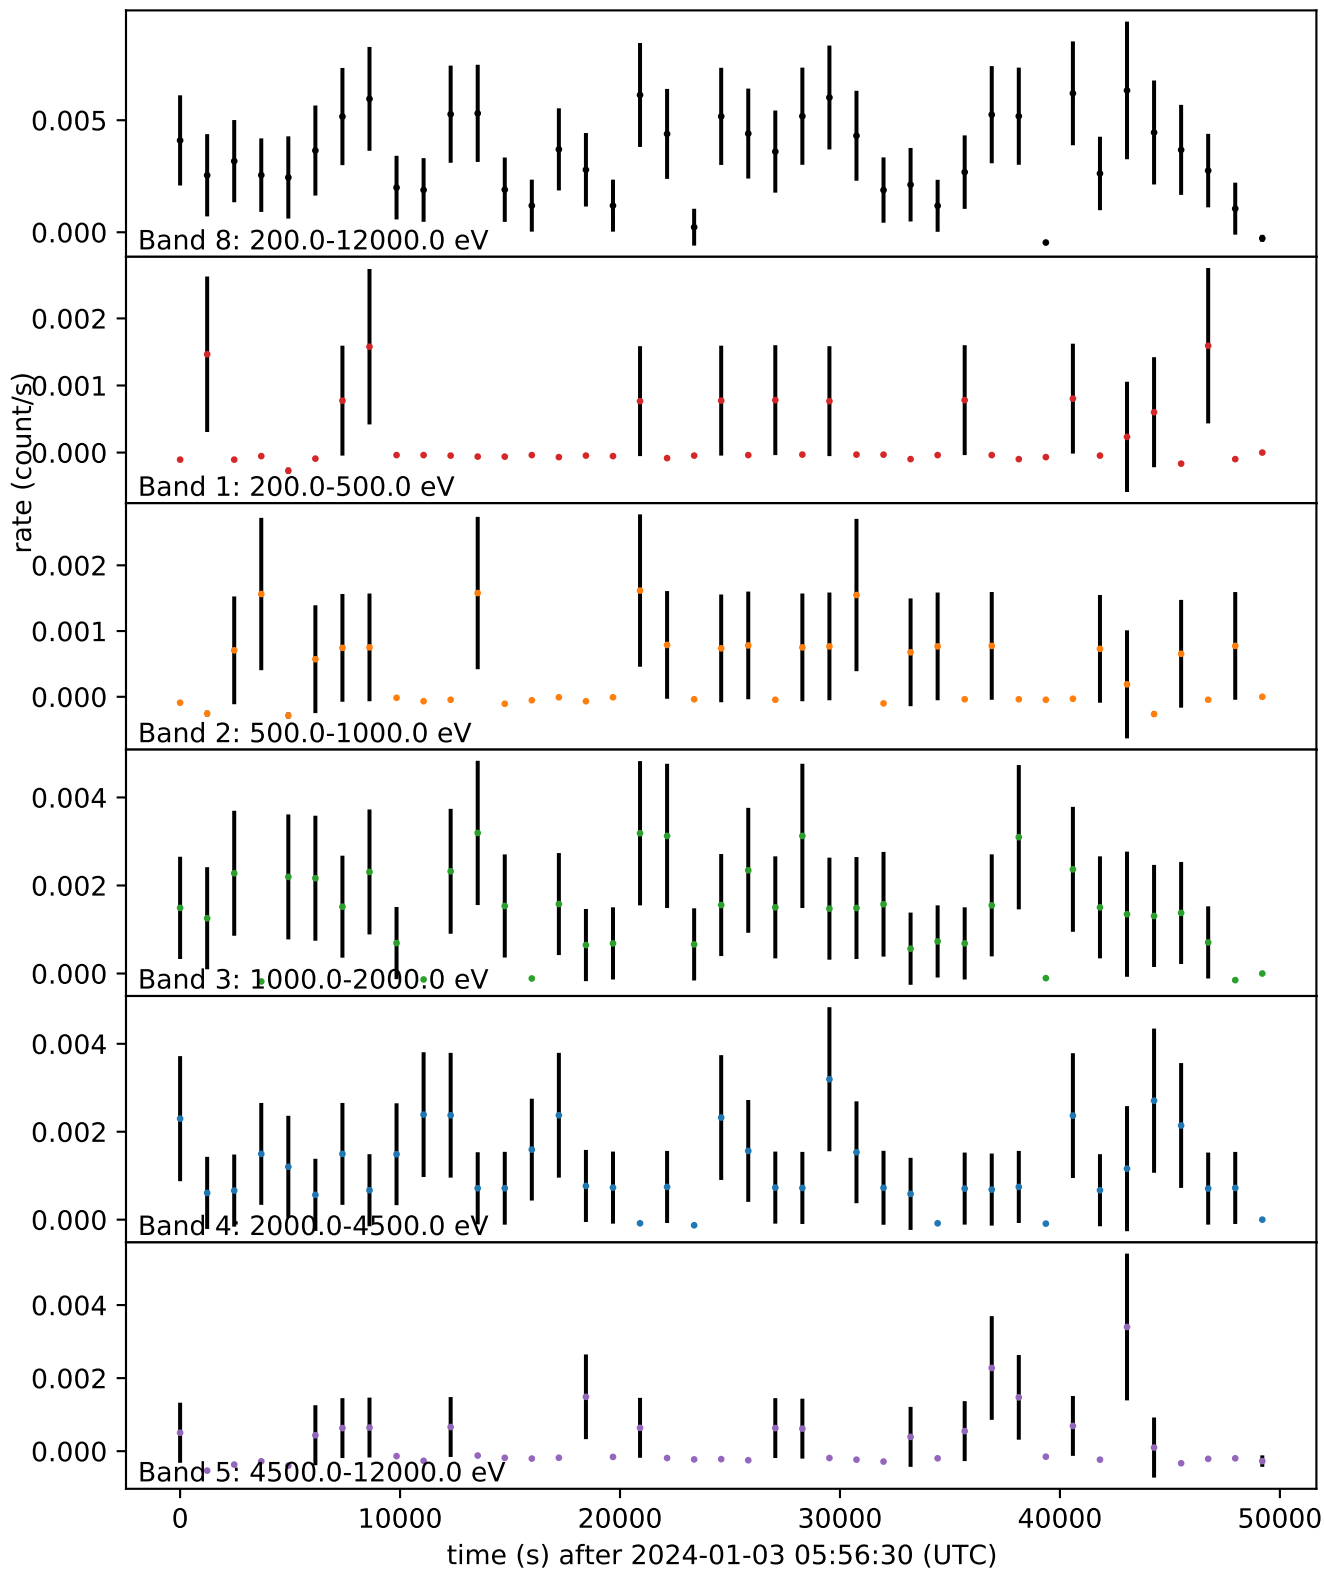 0.005
0.000
Band 8: 200.0-12000.0 eV
0.002
0.001
0.000
Band 1: 200.0-500.0 eV
rate (count/s)
0.002
0.001
0.000
Band 2: 500.0-1000.0 eV
0.004
0.002
0.000
Band 3: 1000.0-2000.0 eV
0.004
0.002
0.000
Band 4: 2000.0-4500.0 eV
0.004
0.002
0.000
Band 5: 4500.0-12000.0 eV
0 10000 20000 30000 40000 50000
time (s) after 2024-01-03 05:56:30 (UTC)